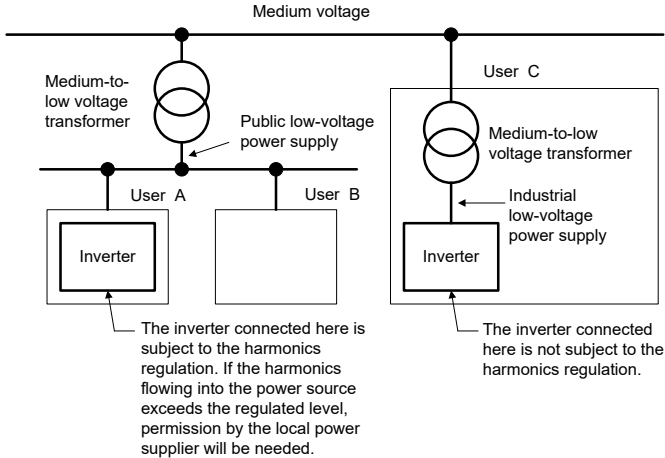 Medium voltage
User C
Medium-to-
low voltage
transformer
Public low-voltage
power supply
Medium-to-low
voltage transformer
User A
User B
Industrial
low-voltage
power supply
Inverter
Inverter
The inverter connected here is
subject to the harmonics
regulation. If the harmonics
flowing into the power source
exceeds the regulated level,
permission by the local power
supplier will be needed.
The inverter connected
here is not subject to the
harmonics regulation.